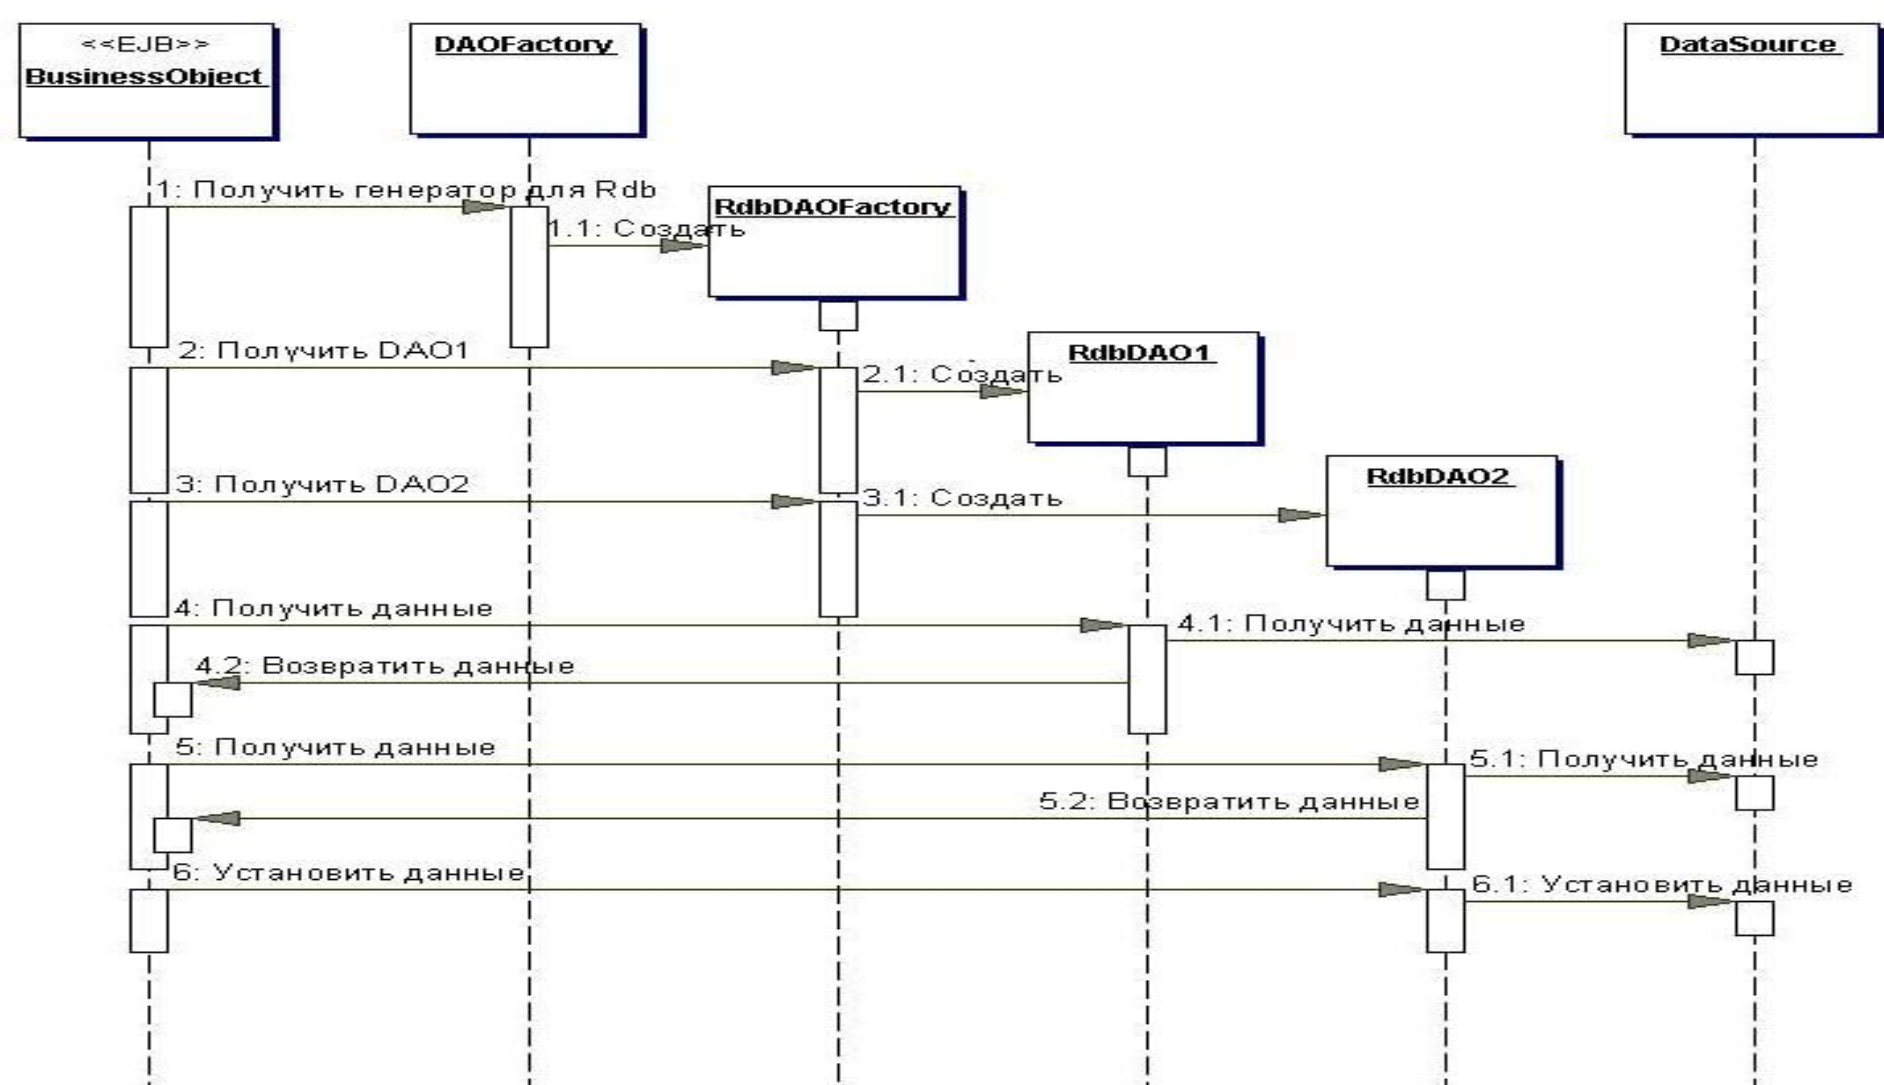 <<EJB>>
BusinessObject
DAOFactory
DataSource
1: Получить генератор для Rdb
RdbDAOFactory
1.1: Создать
2: Получить DAO1
RdbDAO1
2.1: Создать
3: Получить DAO2
RdbDAO2
3.1: Создать
4: Получить данные
4.1: Получить данные
4.2: Возвратить данные
5: Получить данные
5.1: Получить данные
5.2: Возвратить данные
6: Установить данные
6.1: Установить данные